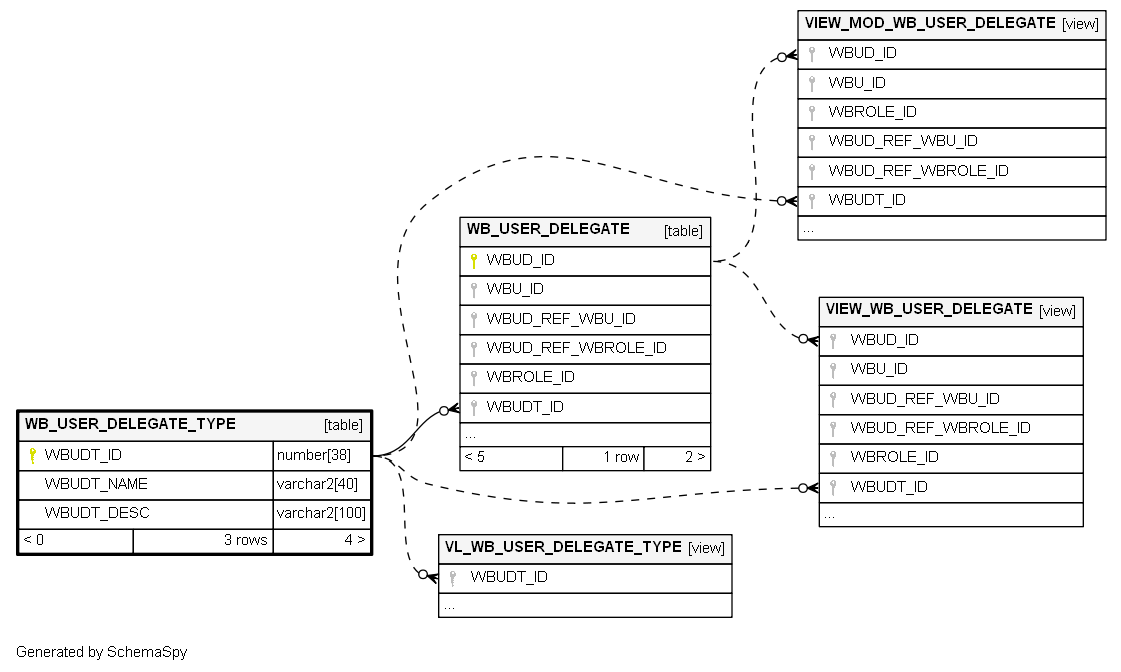 VIEW_MOD_WB_USER_DELEGATE [view]
WBUD_ID
WBU_ID
WBROLE_ID
WBUD_REF_WBU_ID
WBUD_REF_WBROLE_ID
WBUDT_ID
...
WB_USER_DELEGATE [table]
WBUD_ID
WBU_ID
WBUD_REF_WBU_ID
WBUD_REF_WBROLE_ID
WBROLE_ID
WBUDT_ID
...
< 5 1 row 2 >
VIEW_WB_USER_DELEGATE [view]
WBUD_ID
WBU_ID
WBUD_REF_WBU_ID
WBUD_REF_WBROLE_ID
WBROLE_ID
WBUDT_ID
...
WB_USER_DELEGATE_TYPE [table]
WBUDT_ID number[38]
WBUDT_NAME varchar2[40]
WBUDT_DESC varchar2[100]
< 0 3 rows 4 >
VL_WB_USER_DELEGATE_TYPE [view]
WBUDT_ID
...
Generated by SchemaSpy